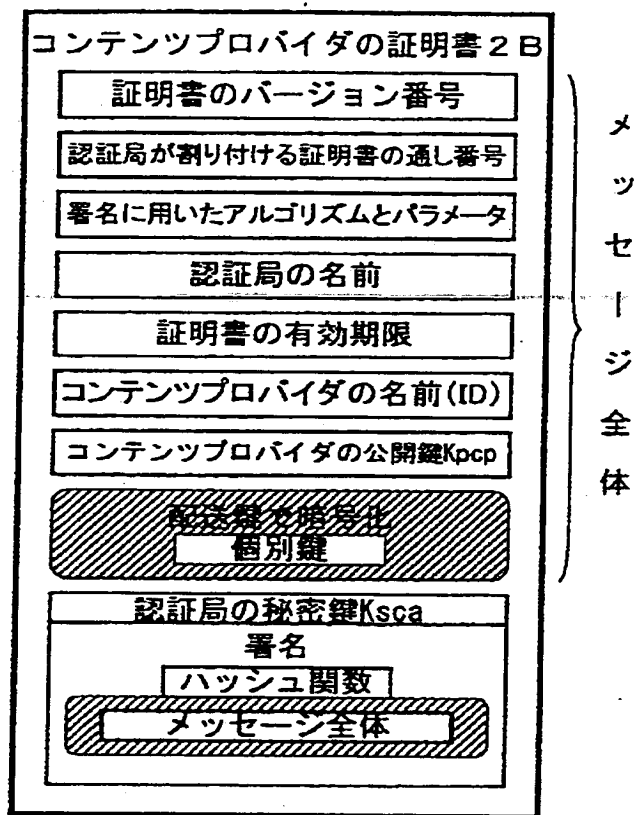 コンテンツプロバイダの証明書2B
証明書のバージョン番号
認証局が割り付ける証明書の通し番号
署名に用いたアルゴリズムとパラメータ
認証局の名前
証明書の有効期限
コンテンツプロバイダの名前(ID)
コンテンツプロバイダの公開鍵Kpcp
配送鍵で暗号化
個別鍵
認証局の秘密鍵Ksca
署名
ハッシュ関数
メッセージ全体
メッセージ全体